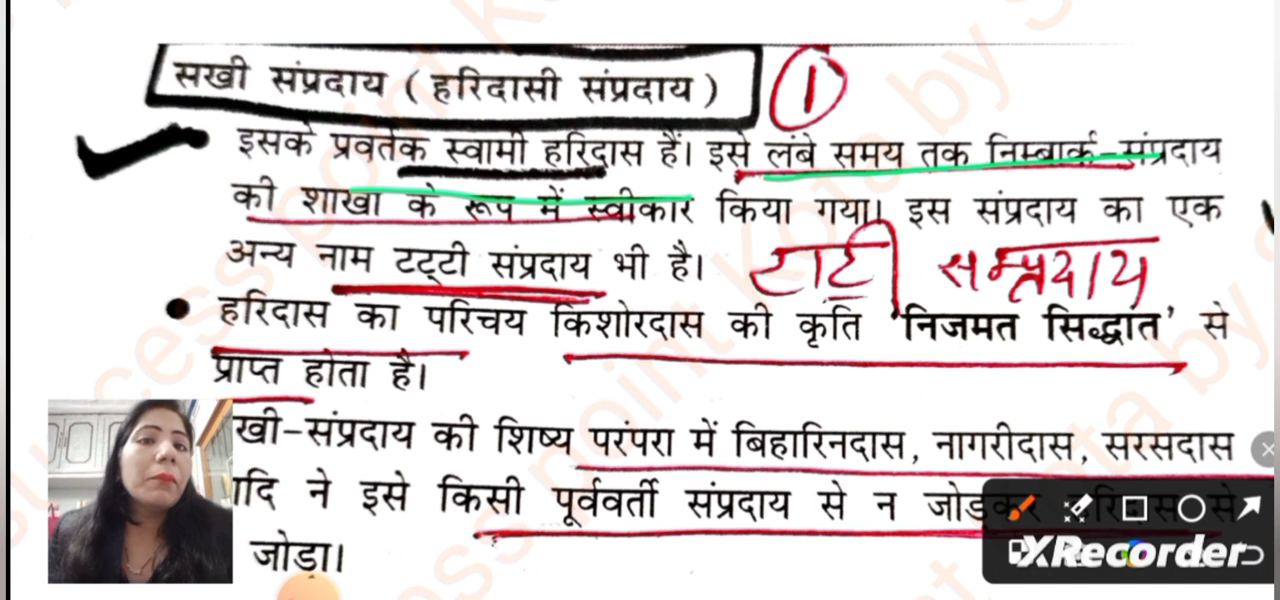 सखी संप्रदाय ( हरिदासी संप्रदाय ) 1
इसके प्रवर्तक स्वामी हरिदास हैं। इसे लंबे समय तक निम्बार्क-संप्रदाय
की शाखा के रूप में स्वीकार किया गया। इस संप्रदाय का एक
अन्य नाम टट्टी संप्रदाय भी है। टाटी सम्प्रदाय
हरिदास का परिचय किशोरदास की कृति 'निजमत सिद्धांत' से
प्राप्त होता है।
खी-संप्रदाय की शिष्य परंपरा में बिहारिनदास, नागरीदास, सरसदास
ादि ने इसे किसी पूर्ववर्ती संप्रदाय से न जोड़कर हरिदास से
जोड़ा।
XRecorder